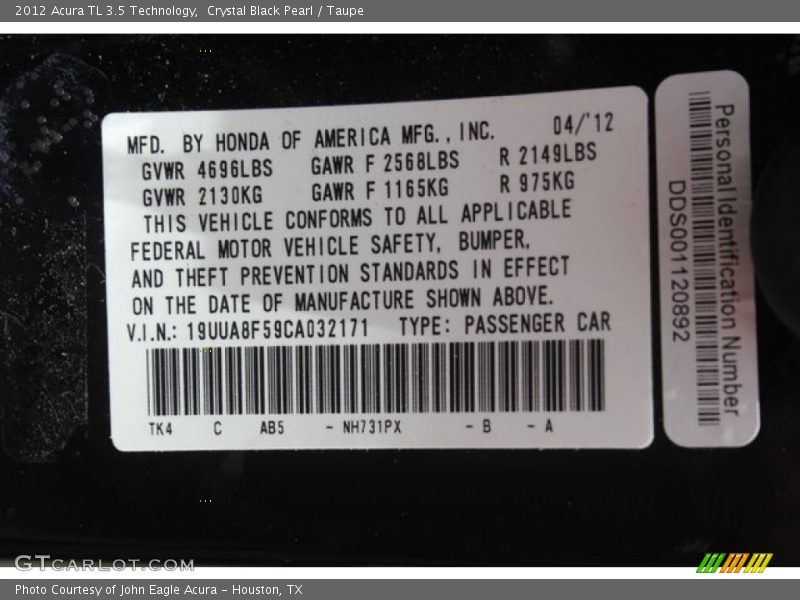 2012 Acura TL 3.5 Technology,  Crystal Black Pearl / Taupe
MFD. BY HONDA OF AMERICA MFG., INC. 04/'12
GVWR 4696LBS GAWR F 2568LBS R 2149LBS
GVWR 2130KG GAWR F 1165KG R 975KG
THIS VEHICLE CONFORMS TO ALL APPLICABLE
FEDERAL MOTOR VEHICLE SAFETY, BUMPER,
AND THEFT PREVENTION STANDARDS IN EFFECT
ON THE DATE OF MANUFACTURE SHOWN ABOVE.
V.I.N.: 19UUA8F59CA032171 TYPE: PASSENGER CAR
TK4 C AB5 - NH731PX - B - A
Personal Identification Number
DDS001120892
GTCARLOT.COM
Photo Courtesy of John Eagle Acura - Houston, TX